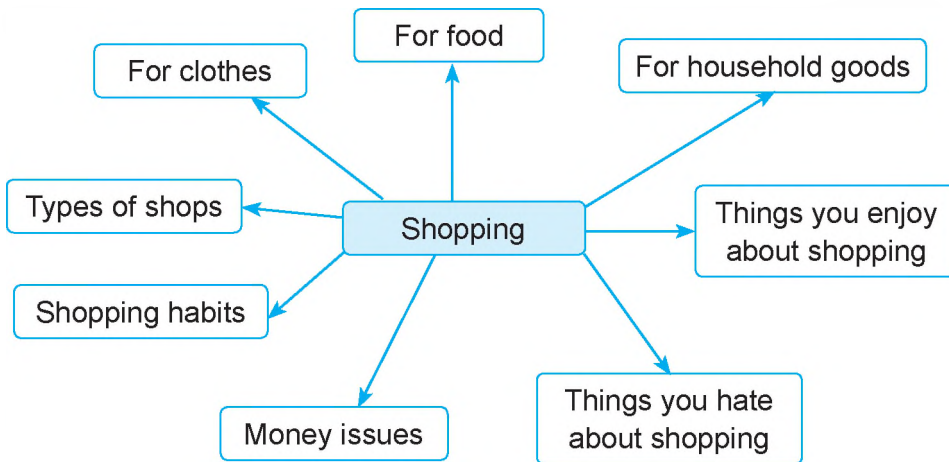 For food
For clothes
For household goods
Types of shops
Shopping
Things you enjoy
about shopping
Shopping habits
Things you hate
about shopping
Money issues